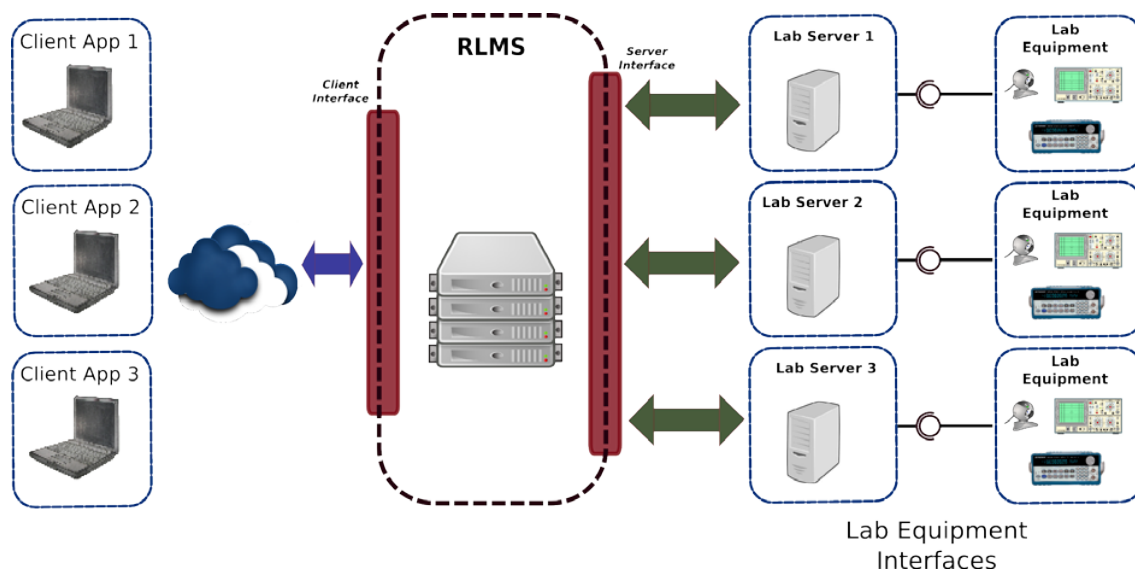 Client App 1
Client App 2
Client App 3
Client
Interface
RLMS
Server
Interface
Lab Server 1
Lab Server 2
Lab Server 3
Lab
Equipment
Lab
Equipment
Lab
Equipment
Lab Equipment
Interfaces